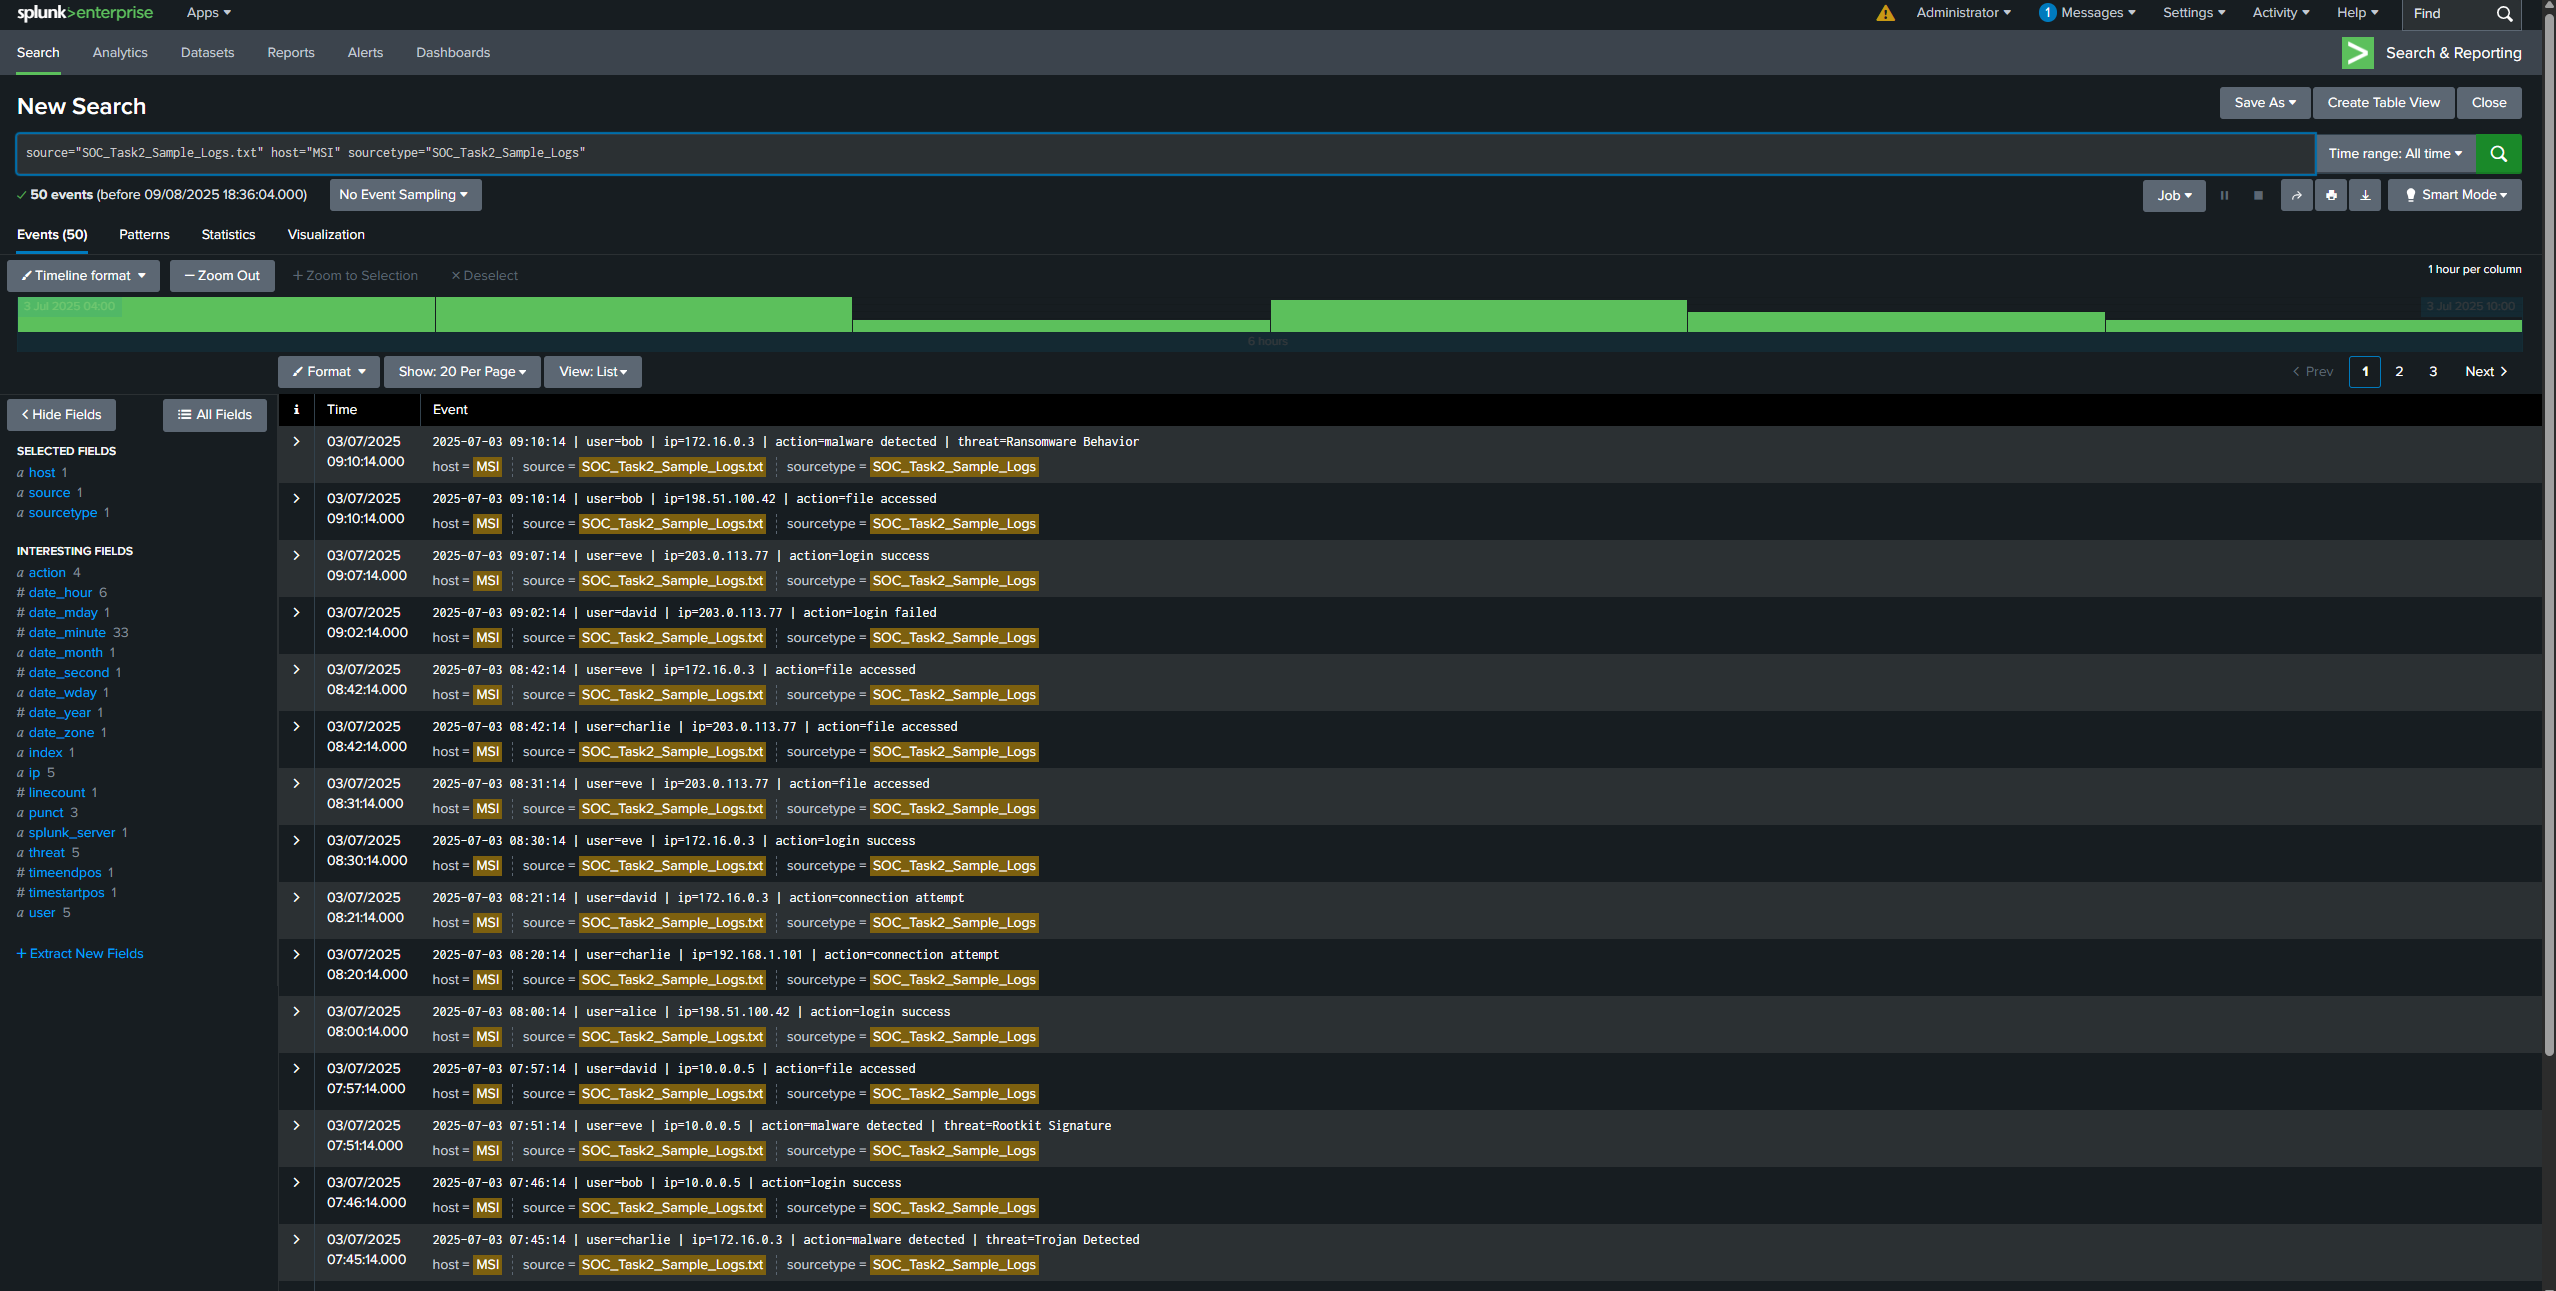 splunk>enterprise Apps Administrator 1 Messages Settings Activity Help Find
Search Analytics Datasets Reports Alerts Dashboards Search & Reporting
New Search Save As Create Table View Close
source="SOC_Task2_Sample_Logs.txt" host="MSI" sourcetype="SOC_Task2_Sample_Logs" Time range: All time
50 events (before 09/08/2025 18:36:04.000) No Event Sampling Job Smart Mode
Events (50) Patterns Statistics Visualization
Timeline format — Zoom Out + Zoom to Selection × Deselect 1 hour per column
3 Jul 2025 04:00 3 Jul 2025 10:00
6 hours
Format Show: 20 Per Page View: List < Prev 1 2 3 Next >
< Hide Fields All Fields
SELECTED FIELDS
a host 1
a source 1
a sourcetype 1
INTERESTING FIELDS
a action 4
# date_hour 6
# date_mday 1
# date_minute 33
a date_month 1
# date_second 1
a date_wday 1
# date_year 1
a date_zone 1
a index 1
a ip 5
# linecount 1
a punct 3
a splunk_server 1
a threat 5
# timeendpos 1
# timestartpos 1
a user 5
+ Extract New Fields
i Time Event
> 03/07/2025 2025-07-03 09:10:14 | user=bob | ip=172.16.0.3 | action=malware detected | threat=Ransomware Behavior
09:10:14.000 host = MSI source = SOC_Task2_Sample_Logs.txt sourcetype = SOC_Task2_Sample_Logs
> 03/07/2025 2025-07-03 09:10:14 | user=bob | ip=198.51.100.42 | action=file accessed
09:10:14.000 host = MSI source = SOC_Task2_Sample_Logs.txt sourcetype = SOC_Task2_Sample_Logs
> 03/07/2025 2025-07-03 09:07:14 | user=eve | ip=203.0.113.77 | action=login success
09:07:14.000 host = MSI source = SOC_Task2_Sample_Logs.txt sourcetype = SOC_Task2_Sample_Logs
> 03/07/2025 2025-07-03 09:02:14 | user=david | ip=203.0.113.77 | action=login failed
09:02:14.000 host = MSI source = SOC_Task2_Sample_Logs.txt sourcetype = SOC_Task2_Sample_Logs
> 03/07/2025 2025-07-03 08:42:14 | user=eve | ip=172.16.0.3 | action=file accessed
08:42:14.000 host = MSI source = SOC_Task2_Sample_Logs.txt sourcetype = SOC_Task2_Sample_Logs
> 03/07/2025 2025-07-03 08:42:14 | user=charlie | ip=203.0.113.77 | action=file accessed
08:42:14.000 host = MSI source = SOC_Task2_Sample_Logs.txt sourcetype = SOC_Task2_Sample_Logs
> 03/07/2025 2025-07-03 08:31:14 | user=eve | ip=203.0.113.77 | action=file accessed
08:31:14.000 host = MSI source = SOC_Task2_Sample_Logs.txt sourcetype = SOC_Task2_Sample_Logs
> 03/07/2025 2025-07-03 08:30:14 | user=eve | ip=172.16.0.3 | action=login success
08:30:14.000 host = MSI source = SOC_Task2_Sample_Logs.txt sourcetype = SOC_Task2_Sample_Logs
> 03/07/2025 2025-07-03 08:21:14 | user=david | ip=172.16.0.3 | action=connection attempt
08:21:14.000 host = MSI source = SOC_Task2_Sample_Logs.txt sourcetype = SOC_Task2_Sample_Logs
> 03/07/2025 2025-07-03 08:20:14 | user=charlie | ip=192.168.1.101 | action=connection attempt
08:20:14.000 host = MSI source = SOC_Task2_Sample_Logs.txt sourcetype = SOC_Task2_Sample_Logs
> 03/07/2025 2025-07-03 08:00:14 | user=alice | ip=198.51.100.42 | action=login success
08:00:14.000 host = MSI source = SOC_Task2_Sample_Logs.txt sourcetype = SOC_Task2_Sample_Logs
> 03/07/2025 2025-07-03 07:57:14 | user=david | ip=10.0.0.5 | action=file accessed
07:57:14.000 host = MSI source = SOC_Task2_Sample_Logs.txt sourcetype = SOC_Task2_Sample_Logs
> 03/07/2025 2025-07-03 07:51:14 | user=eve | ip=10.0.0.5 | action=malware detected | threat=Rootkit Signature
07:51:14.000 host = MSI source = SOC_Task2_Sample_Logs.txt sourcetype = SOC_Task2_Sample_Logs
> 03/07/2025 2025-07-03 07:46:14 | user=bob | ip=10.0.0.5 | action=login success
07:46:14.000 host = MSI source = SOC_Task2_Sample_Logs.txt sourcetype = SOC_Task2_Sample_Logs
> 03/07/2025 2025-07-03 07:45:14 | user=charlie | ip=172.16.0.3 | action=malware detected | threat=Trojan Detected
07:45:14.000 host = MSI source = SOC_Task2_Sample_Logs.txt sourcetype = SOC_Task2_Sample_Logs